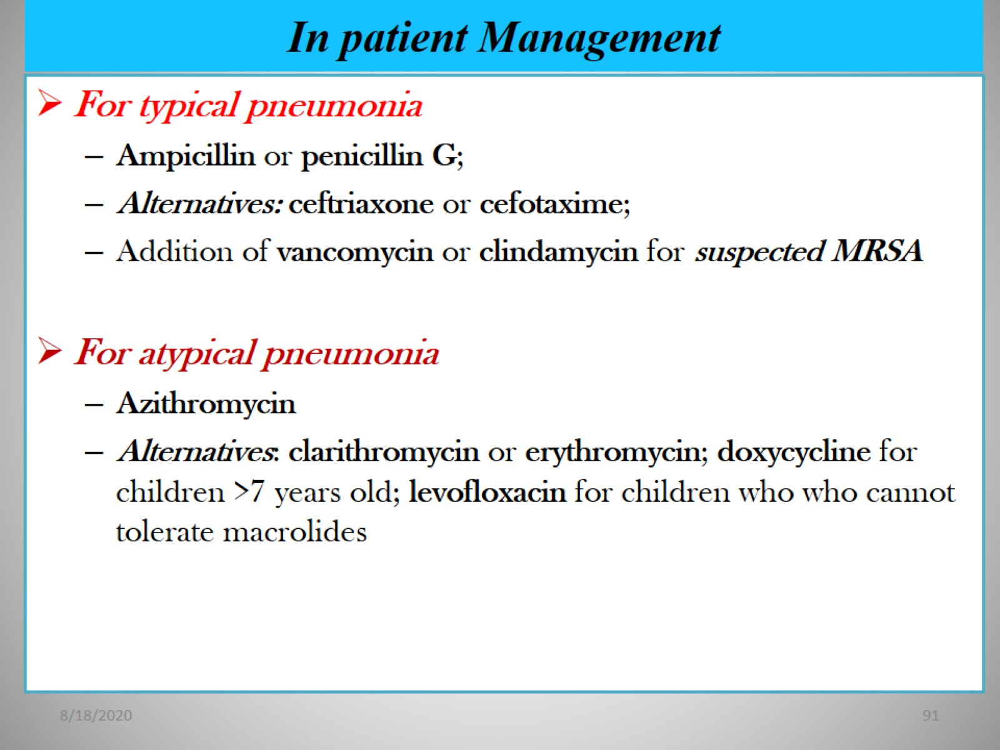 In patient Management
➢ For typical pneumonia
– Ampicillin or penicillin G;
– Alternatives: ceftriaxone or cefotaxime;
– Addition of vancomycin or clindamycin for suspected MRSA
➢ For atypical pneumonia
– Azithromycin
– Alternatives: clarithromycin or erythromycin; doxycycline for
children >7 years old; levofloxacin for children who who cannot
tolerate macrolides
8/18/2020
91